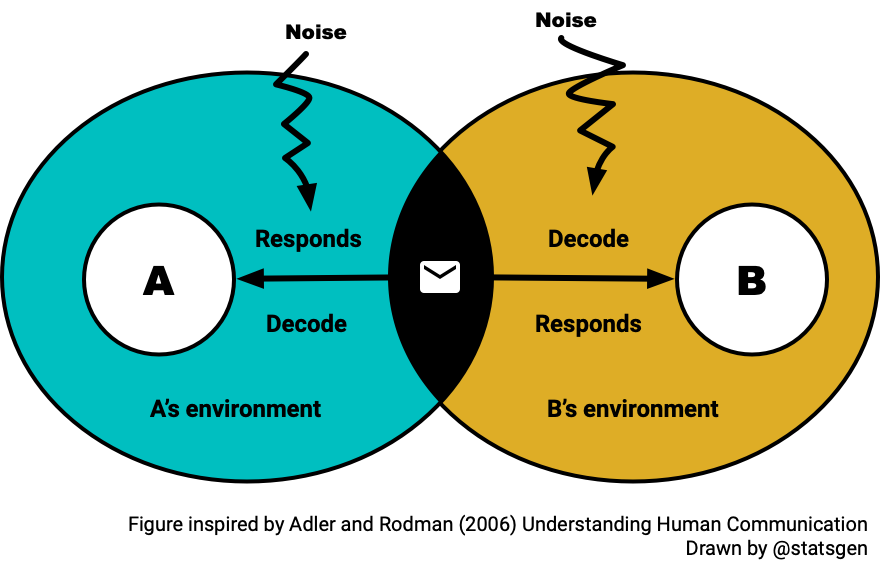 Noise
Noise
Responds
Decode
A
B
Decode
Responds
A’s environment
B’s environment
Figure inspired by Adler and Rodman (2006) Understanding Human Communication
Drawn by @statsgen